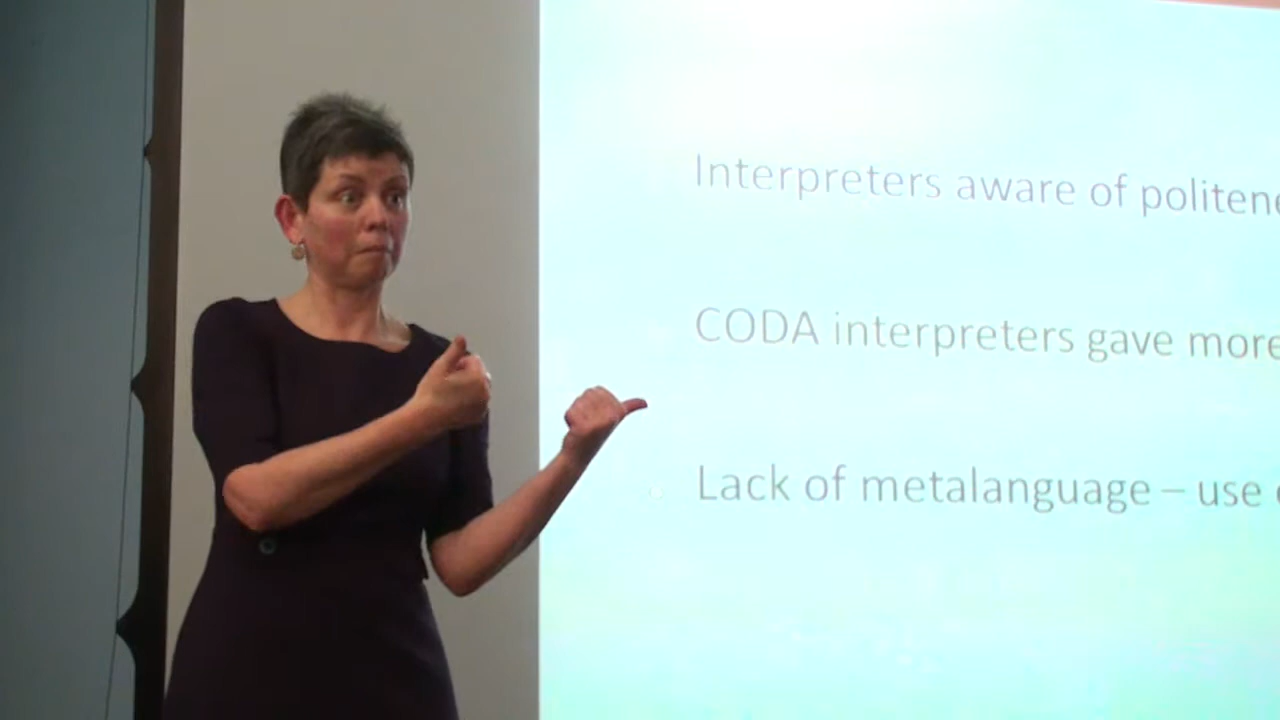 Interpreters aware of politene
CODA interpreters gave more
Lack of metalanguage – use